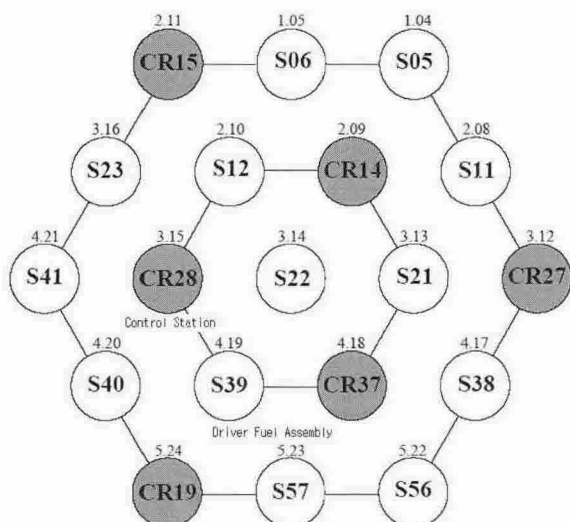 2.11 1.05 1.04
CR15 S06 S05
3.16 2.10 2.09 2.08
S23 S12 CR14 S11
4.21 3.15 3.14 3.13 3.12
S41 CR28 S22 S21 CR27
Control Station
4.20 4.19 4.18 4.17
S40 S39 CR37 S38
Driver Fuel Assembly
5.24 5.23 5.22
CR19 S57 S56